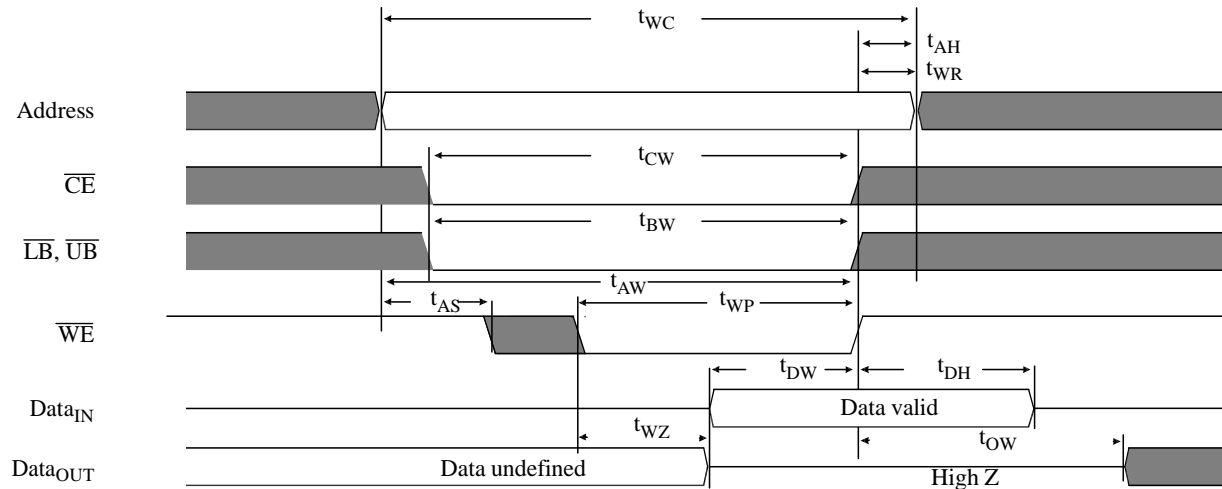 tWC
tAH
tWR
Address
tCW
CE
tBW
LB, UB
tAW
tAS
tWP
WE
tDW
tDH
DataIN
Data valid
tWZ
tOW
DataOUT
Data undefined
High Z